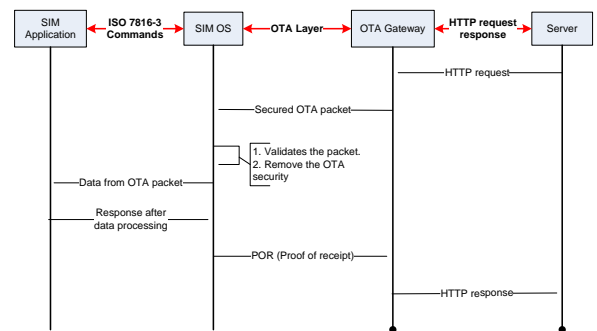 SIM
Application
ISO 7816-3
Commands
SIM OS
OTA Layer
OTA Gateway
HTTP request
response
Server
HTTP request
Secured OTA packet
1. Validates the packet.
2. Remove the OTA
security
Data from OTA packet
Response after
data processing
POR (Proof of receipt)
HTTP response